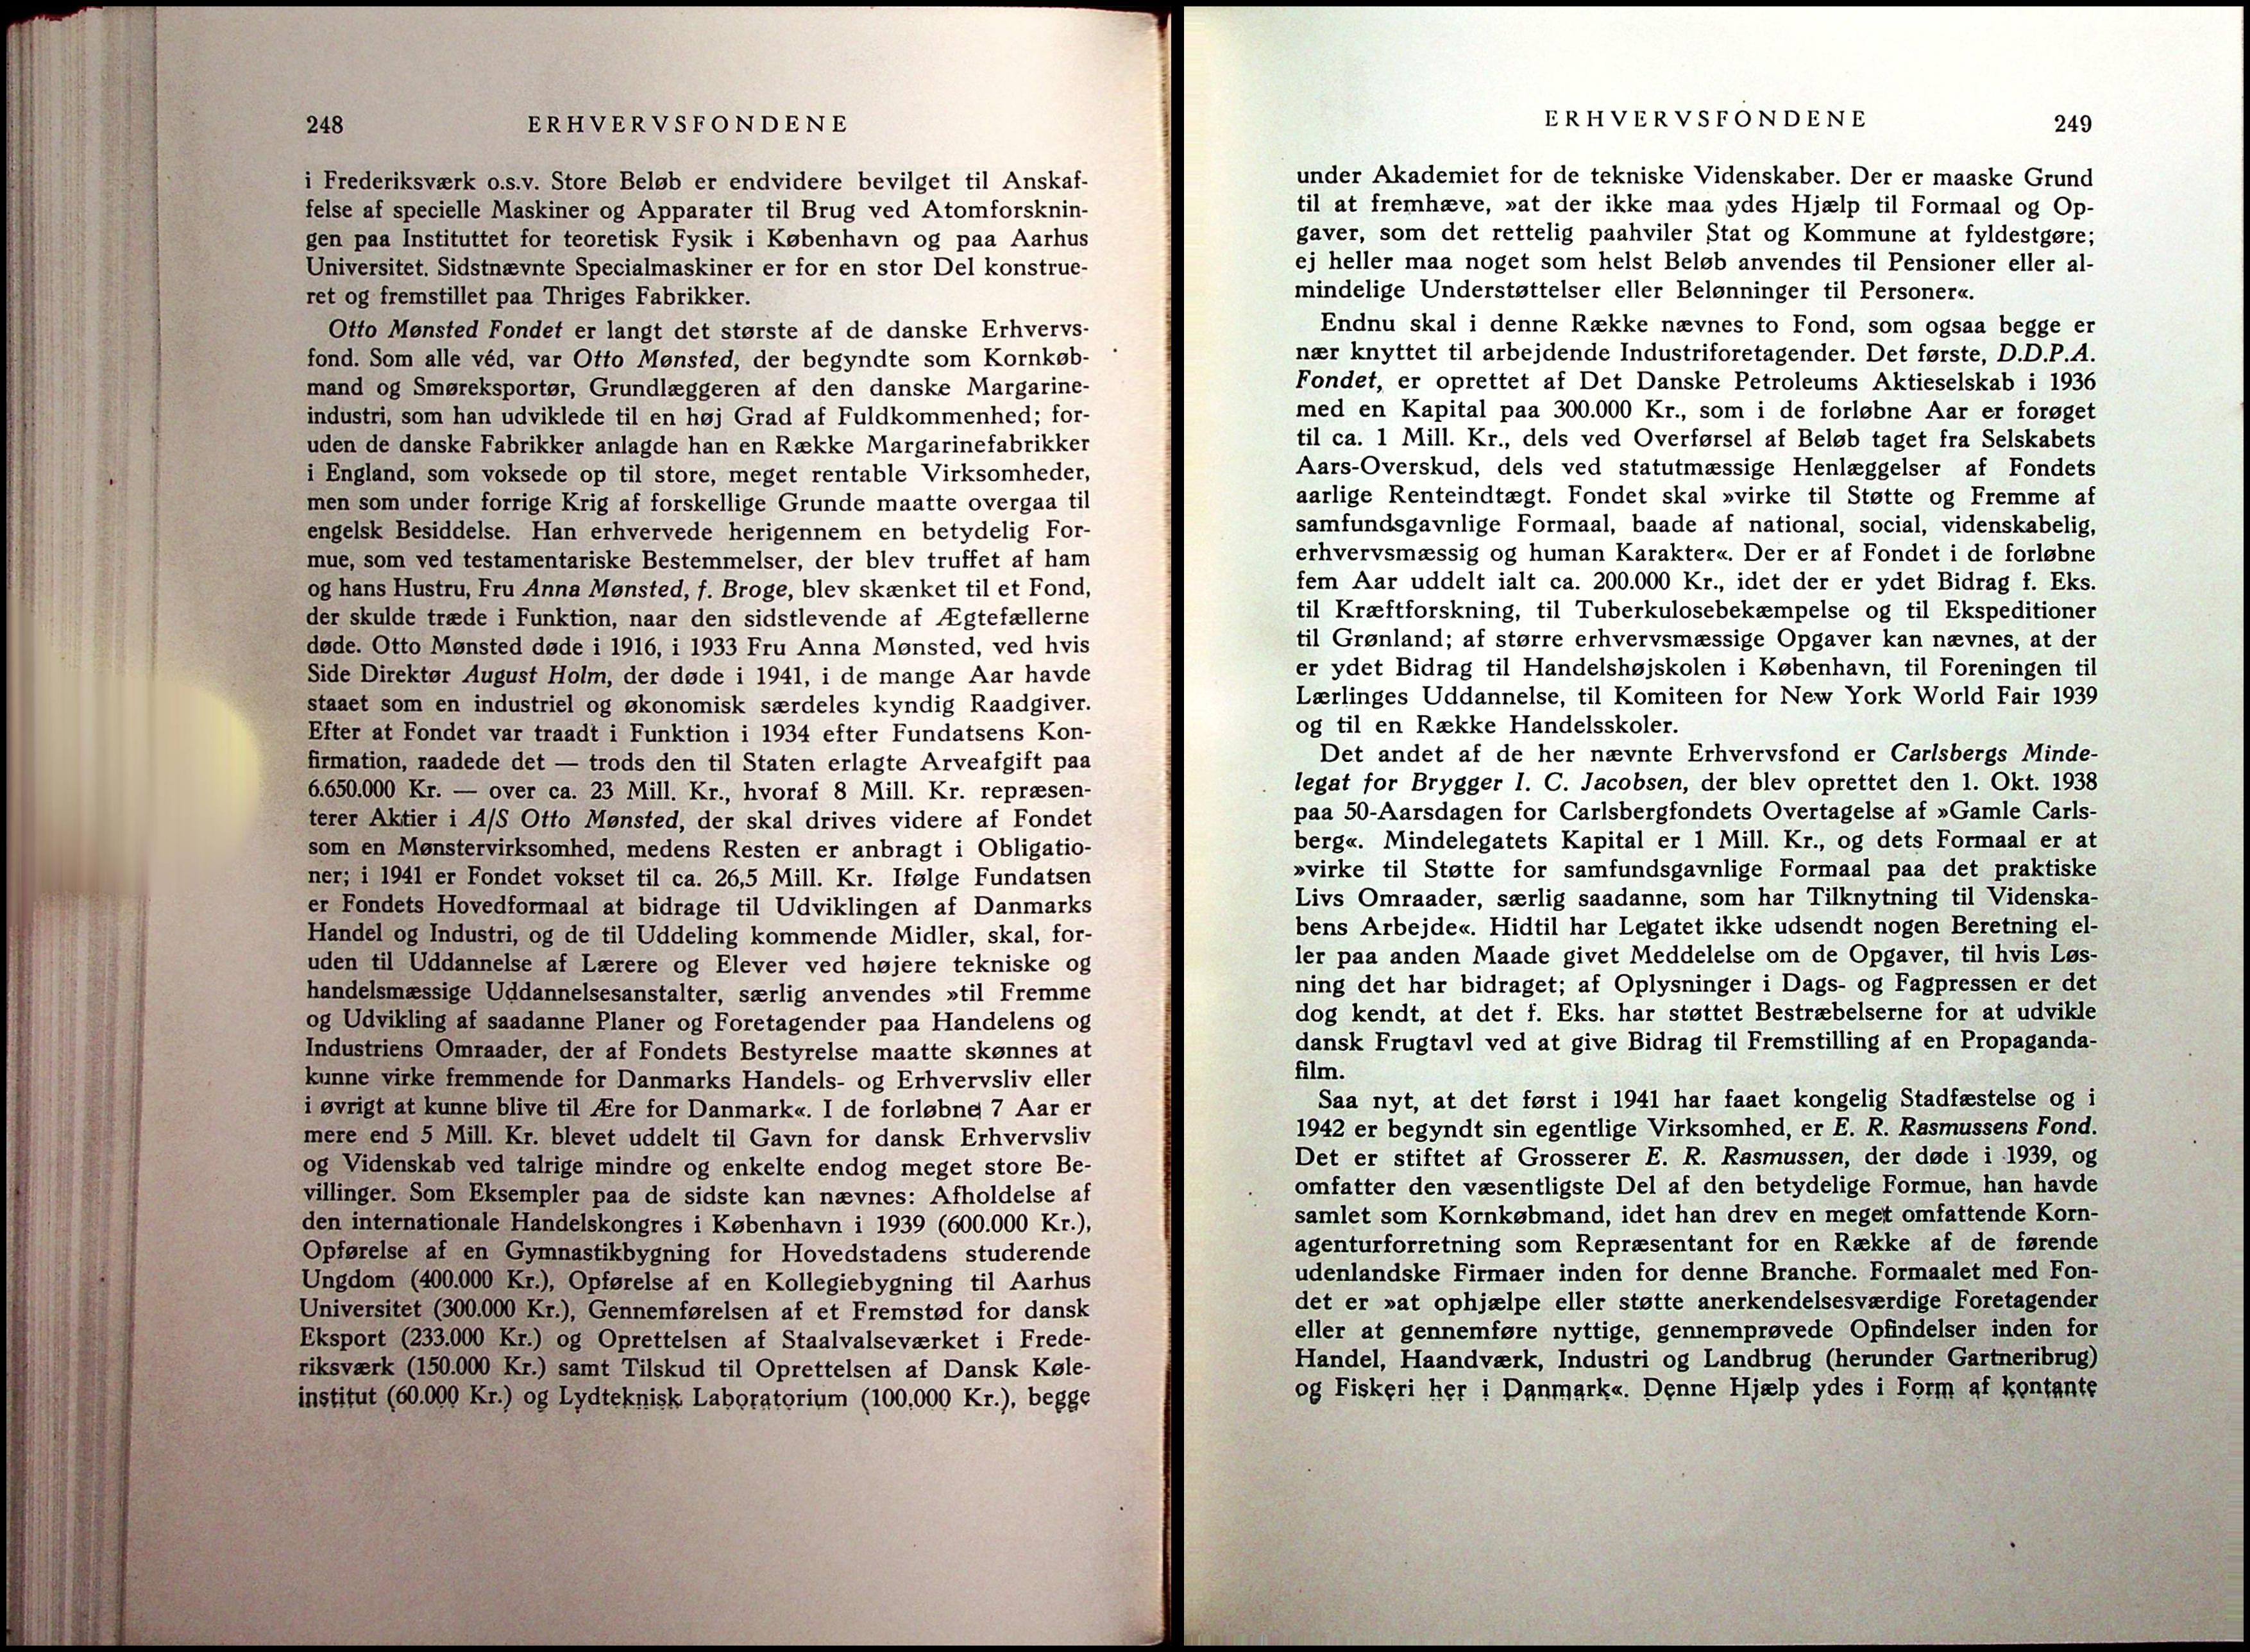 248 ERHVERVSFONDENE
i Frederiksværk o.s.v. Store Beløb er endvidere bevilget til Anskaf-
felse af specielle Maskiner og Apparater til Brug ved Atomforsknin-
gen paa Instituttet for teoretisk Fysik i København og paa Aarhus
Universitet. Sidstnævnte Specialmaskiner er for en stor Del konstrue-
ret og fremstillet paa Thriges Fabrikker.
Otto Mønsted Fondet er langt det største af de danske Erhvervs-
fond. Som alle véd, var Otto Mønsted, der begyndte som Kornkøb-
mand og Smøreksportør, Grundlæggeren af den danske Margarine-
industri, som han udviklede til en høj Grad af Fuldkommenhed; for-
uden de danske Fabrikker anlagde han en Række Margarinefabrikker
i England, som voksede op til store, meget rentable Virksomheder,
men som under forrige Krig af forskellige Grunde maatte overgaa til
engelsk Besiddelse. Han erhvervede herigennem en betydelig For-
mue, som ved testamentariske Bestemmelser, der blev truffet af ham
og hans Hustru, Fru Anna Mønsted, f. Broge, blev skænket til et Fond,
der skulde træde i Funktion, naar den sidstlevende af Ægtefællerne
døde. Otto Mønsted døde i 1916, i 1933 Fru Anna Mønsted, ved hvis
Side Direktør August Holm, der døde i 1941, i de mange Aar havde
staaet som en industriel og økonomisk særdeles kyndig Raadgiver.
Efter at Fondet var traadt i Funktion i 1934 efter Fundatsens Kon-
firmation, raadede det — trods den til Staten erlagte Arveafgift paa
6.650.000 Kr. — over ca. 23 Mill. Kr., hvoraf 8 Mill. Kr. repræsen-
terer Aktier i A/S Otto Mønsted, der skal drives videre af Fondet
som en Mønstervirksomhed, medens Resten er anbragt i Obligatio-
ner; i 1941 er Fondet vokset til ca. 26,5 Mill. Kr. Ifølge Fundatsen
er Fondets Hovedformaal at bidrage til Udviklingen af Danmarks
Handel og Industri, og de til Uddeling kommende Midler, skal, for-
uden til Uddannelse af Lærere og Elever ved højere tekniske og
handelsmæssige Uddannelsesanstalter, særlig anvendes »til Fremme
og Udvikling af saadanne Planer og Foretagender paa Handelens og
Industriens Omraader, der af Fondets Bestyrelse maatte skønnes at
kunne virke fremmende for Danmarks Handels- og Erhvervsliv eller
i øvrigt at kunne blive til Ære for Danmark«. I de forløbne 7 Aar er
mere end 5 Mill. Kr. blevet uddelt til Gavn for dansk Erhvervsliv
og Videnskab ved talrige mindre og enkelte endog meget store Be-
villinger. Som Eksempler paa de sidste kan nævnes: Afholdelse af
den internationale Handelskongres i København i 1939 (600.000 Kr.),
Opførelse af en Gymnastikbygning for Hovedstadens studerende
Ungdom (400.000 Kr.), Opførelse af en Kollegiebygning til Aarhus
Universitet (300.000 Kr.), Gennemførelsen af et Fremstød for dansk
Eksport (233.000 Kr.) og Oprettelsen af Staalvalseværket i Frede-
riksværk (150.000 Kr.) samt Tilskud til Oprettelsen af Dansk Køle-
institut (60.000 Kr.) og Lydteknisk Laboratorium (100.000 Kr.), begge
ERHVERVSFONDENE 249
under Akademiet for de tekniske Videnskaber. Der er maaske Grund
til at fremhæve, »at der ikke maa ydes Hjælp til Formaal og Op-
gaver, som det rettelig paahviler Stat og Kommune at fyldestgøre;
ej heller maa noget som helst Beløb anvendes til Pensioner eller al-
mindelige Understøttelser eller Belønninger til Personer«.
Endnu skal i denne Række nævnes to Fond, som ogsaa begge er
nær knyttet til arbejdende Industriforetagender. Det første, D.D.P.A.
Fondet, er oprettet af Det Danske Petroleums Aktieselskab i 1936
med en Kapital paa 300.000 Kr., som i de forløbne Aar er forøget
til ca. 1 Mill. Kr., dels ved Overførsel af Beløb taget fra Selskabets
Aars-Overskud, dels ved statutmæssige Henlæggelser af Fondets
aarlige Renteindtægt. Fondet skal »virke til Støtte og Fremme af
samfundsgavnlige Formaal, baade af national, social, videnskabelig,
erhvervsmæssig og human Karakter«. Der er af Fondet i de forløbne
fem Aar uddelt ialt ca. 200.000 Kr., idet der er ydet Bidrag f. Eks.
til Kræftforskning, til Tuberkulosebekæmpelse og til Ekspeditioner
til Grønland; af større erhvervsmæssige Opgaver kan nævnes, at der
er ydet Bidrag til Handelshøjskolen i København, til Foreningen til
Lærlinges Uddannelse, til Komiteen for New York World Fair 1939
og til en Række Handelsskoler.
Det andet af de her nævnte Erhvervsfond er Carlsbergs Minde-
legat for Brygger I. C. Jacobsen, der blev oprettet den 1. Okt. 1938
paa 50-Aarsdagen for Carlsbergfondets Overtagelse af »Gamle Carls-
berg«. Mindelegatets Kapital er 1 Mill. Kr., og dets Formaal er at
»virke til Støtte for samfundsgavnlige Formaal paa det praktiske
Livs Omraader, særlig saadanne, som har Tilknytning til Videnska-
bens Arbejde«. Hidtil har Legatet ikke udsendt nogen Beretning el-
ler paa anden Maade givet Meddelelse om de Opgaver, til hvis Løs-
ning det har bidraget; af Oplysninger i Dags- og Fagpressen er det
dog kendt, at det f. Eks. har støttet Bestræbelserne for at udvikle
dansk Frugtavl ved at give Bidrag til Fremstilling af en Propaganda-
film.
Saa nyt, at det først i 1941 har faaet kongelig Stadfæstelse og i
1942 er begyndt sin egentlige Virksomhed, er E. R. Rasmussens Fond.
Det er stiftet af Grosserer E. R. Rasmussen, der døde i 1939, og
omfatter den væsentligste Del af den betydelige Formue, han havde
samlet som Kornkøbmand, idet han drev en meget omfattende Korn-
agenturforretning som Repræsentant for en Række af de førende
udenlandske Firmaer inden for denne Branche. Formaalet med Fon-
det er »at ophjælpe eller støtte anerkendelsesværdige Foretagender
eller at gennemføre nyttige, gennemprøvede Opfindelser inden for
Handel, Haandværk, Industri og Landbrug (herunder Gartneribrug)
og Fiskeri her i Danmark«. Denne Hjælp ydes i Form af kontante